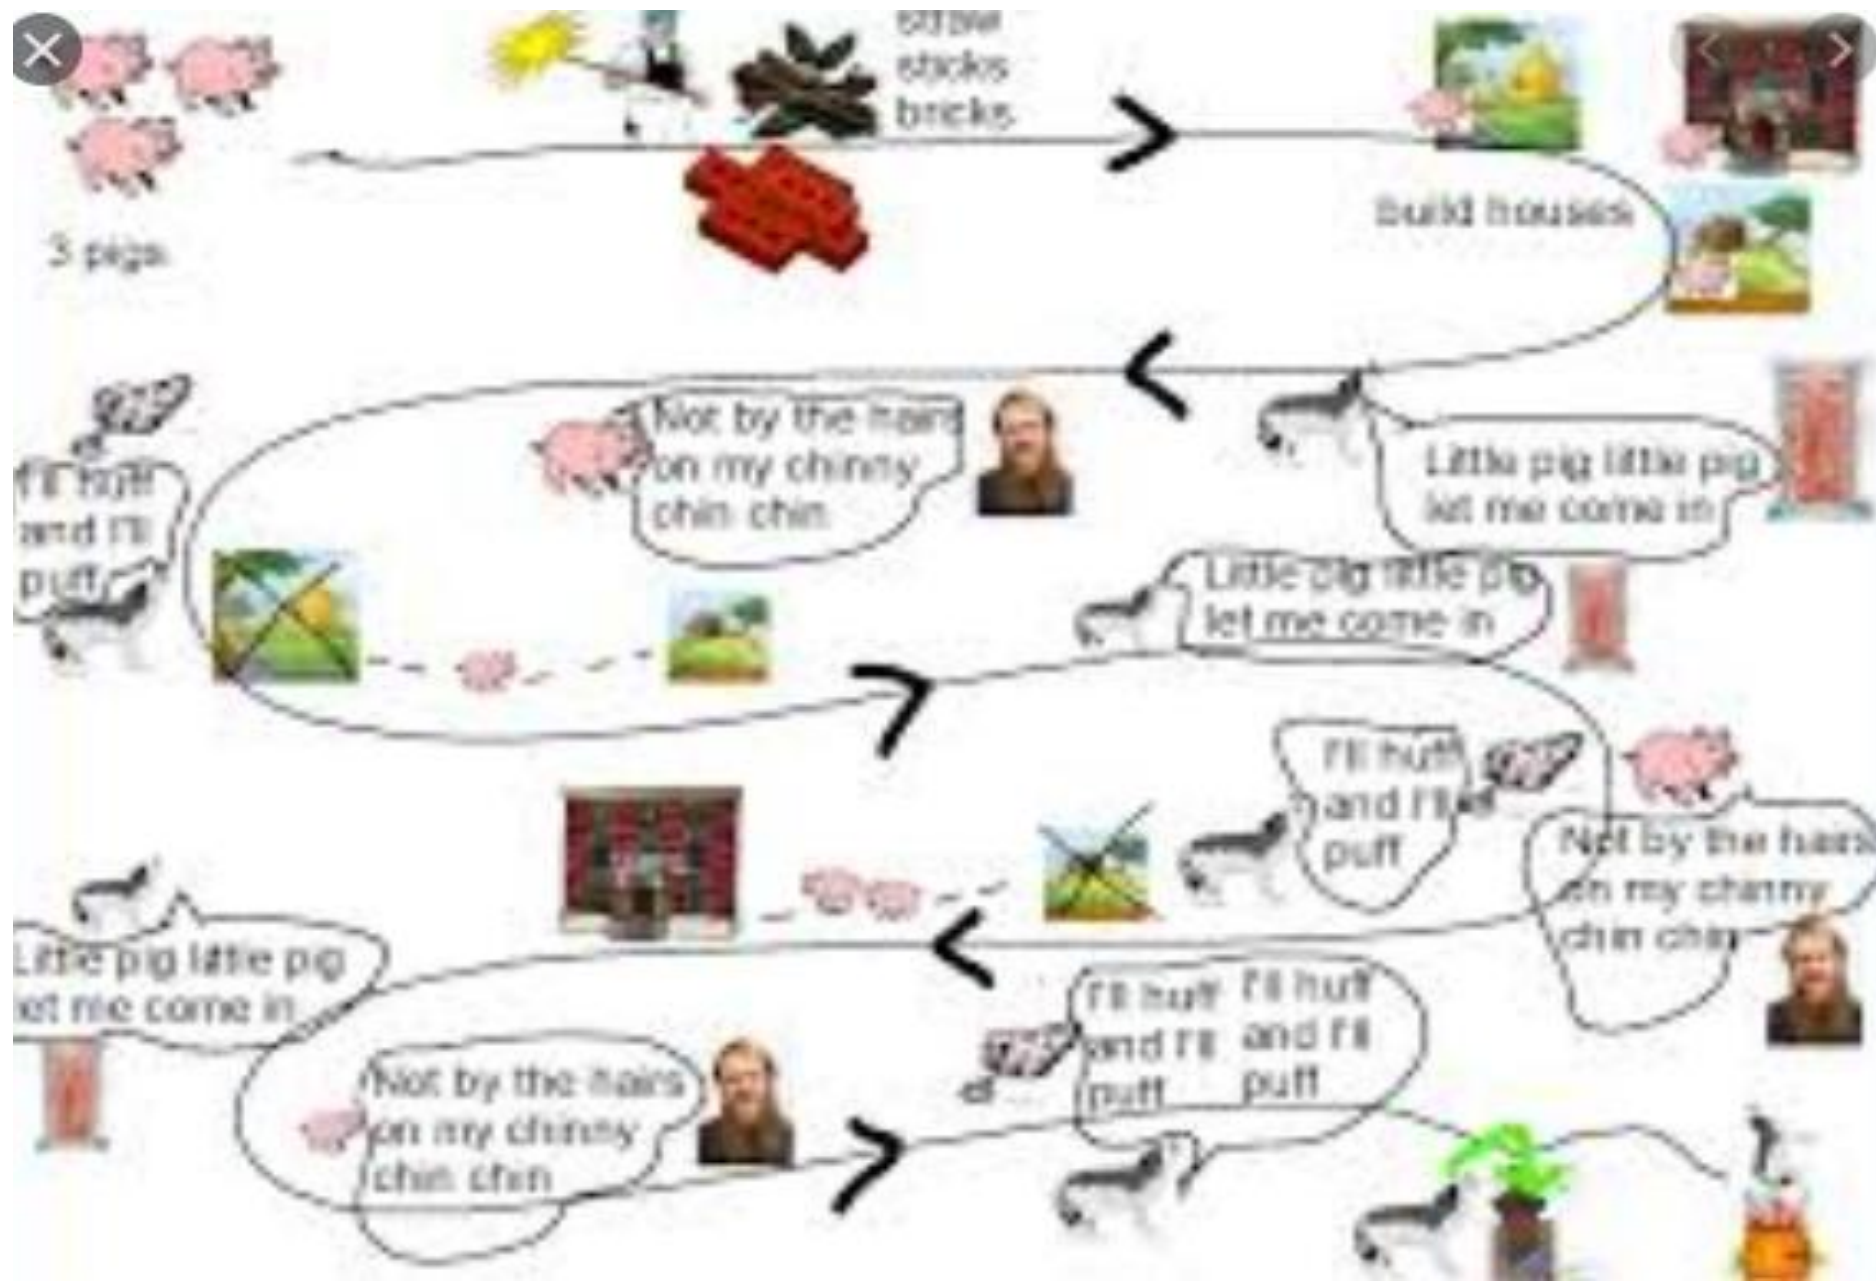 straw
sticks
bricks
3 pigs
build houses
Little pig little pig
let me come in
Not by the hairs
on my chinny
chin chin
I'll huff
and I'll
puff
Little pig little pig
let me come in
Not by the hairs
on my chinny
chin chin
I'll huff
and I'll
puff
Little pig little pig
let me come in
Not by the hairs
on my chinny
chin chin
I'll huff I'll huff
and I'll and I'll
puff puff